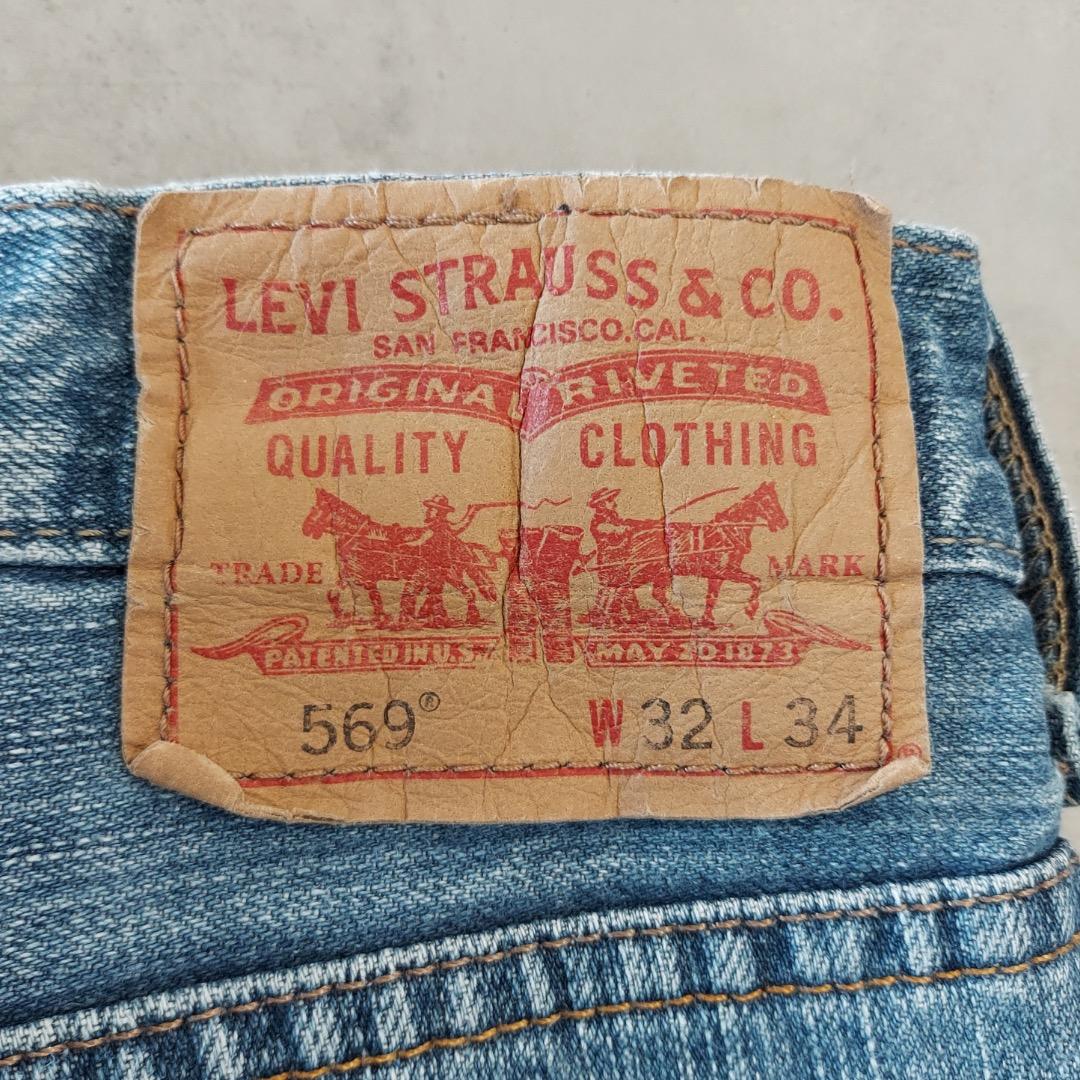 LEVI STRAUSS & CO.
SAN FRANCISCO, CAL.
ORIGINAL RIVETED
QUALITY CLOTHING
TRADE MARK
PATENTED IN U.S. MAY 20 1873
569® W 32 L 34
®